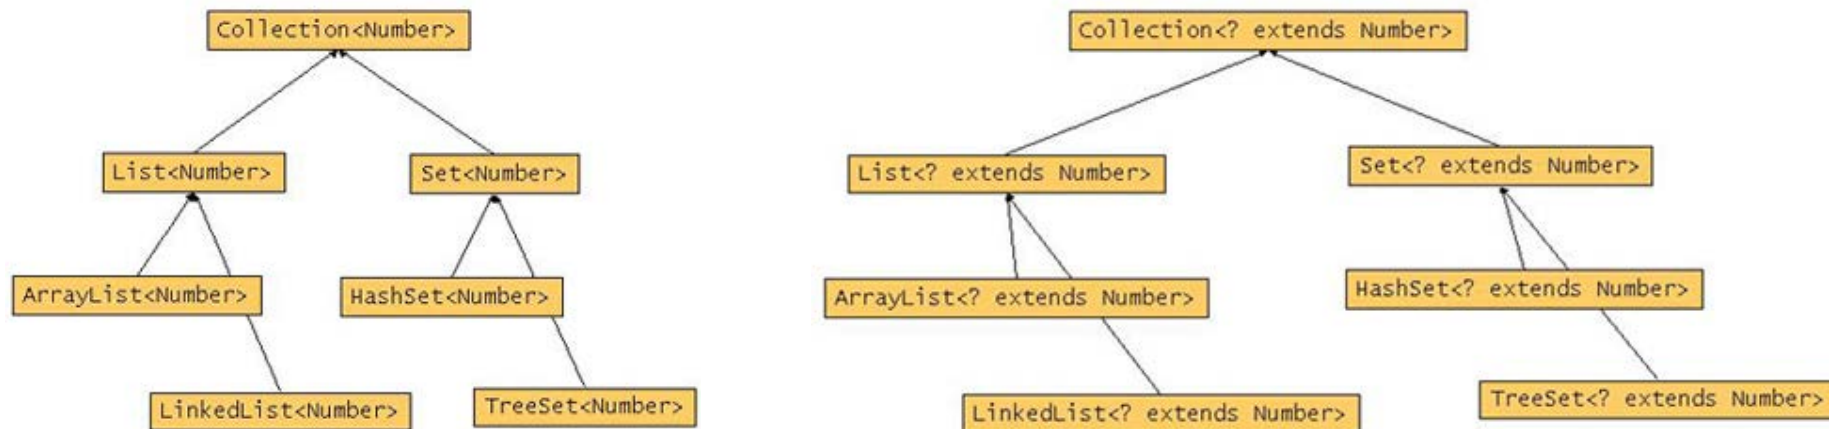 Collection<Number>
List<Number>
Set<Number>
ArrayList<Number>
HashSet<Number>
LinkedList<Number>
TreeSet<Number>
Collection<? extends Number>
List<? extends Number>
Set<? extends Number>
ArrayList<? extends Number>
HashSet<? extends Number>
LinkedList<? extends Number>
TreeSet<? extends Number>